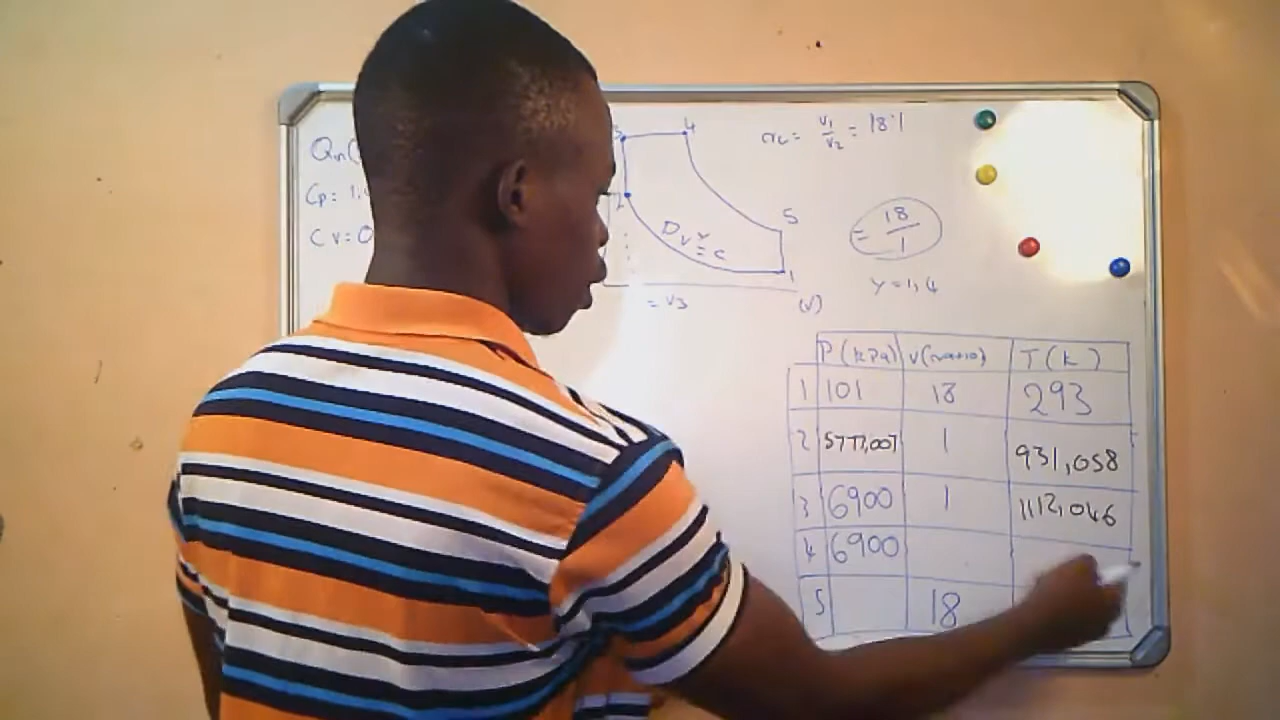 Qin(
Cp= 1,
Cv=0
3 4
2
5
1
PVγ=C
= V3
(V)
rc= V1/V2 = 18:1
= 18/1
γ=1,4
P(kPa) V(ratio) T(K)
1 101 18 293
2 5777,007 1 931,058
3 6900 1 1112,046
4 6900
5 18